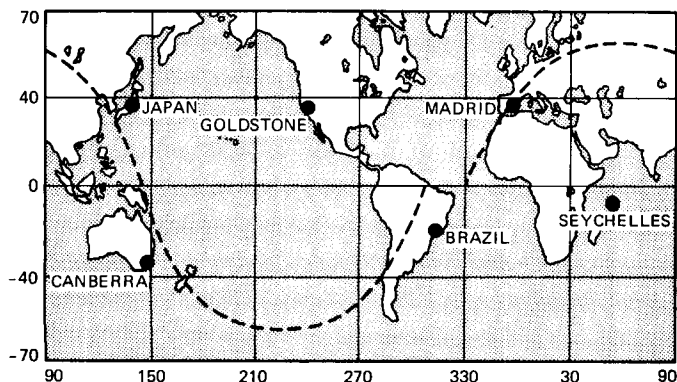 70
40
JAPAN
MADRID
GOLDSTONE
0
SEYCHELLES
BRAZIL
-40
CANBERRA
-70
90 150 210 270 330 30 90